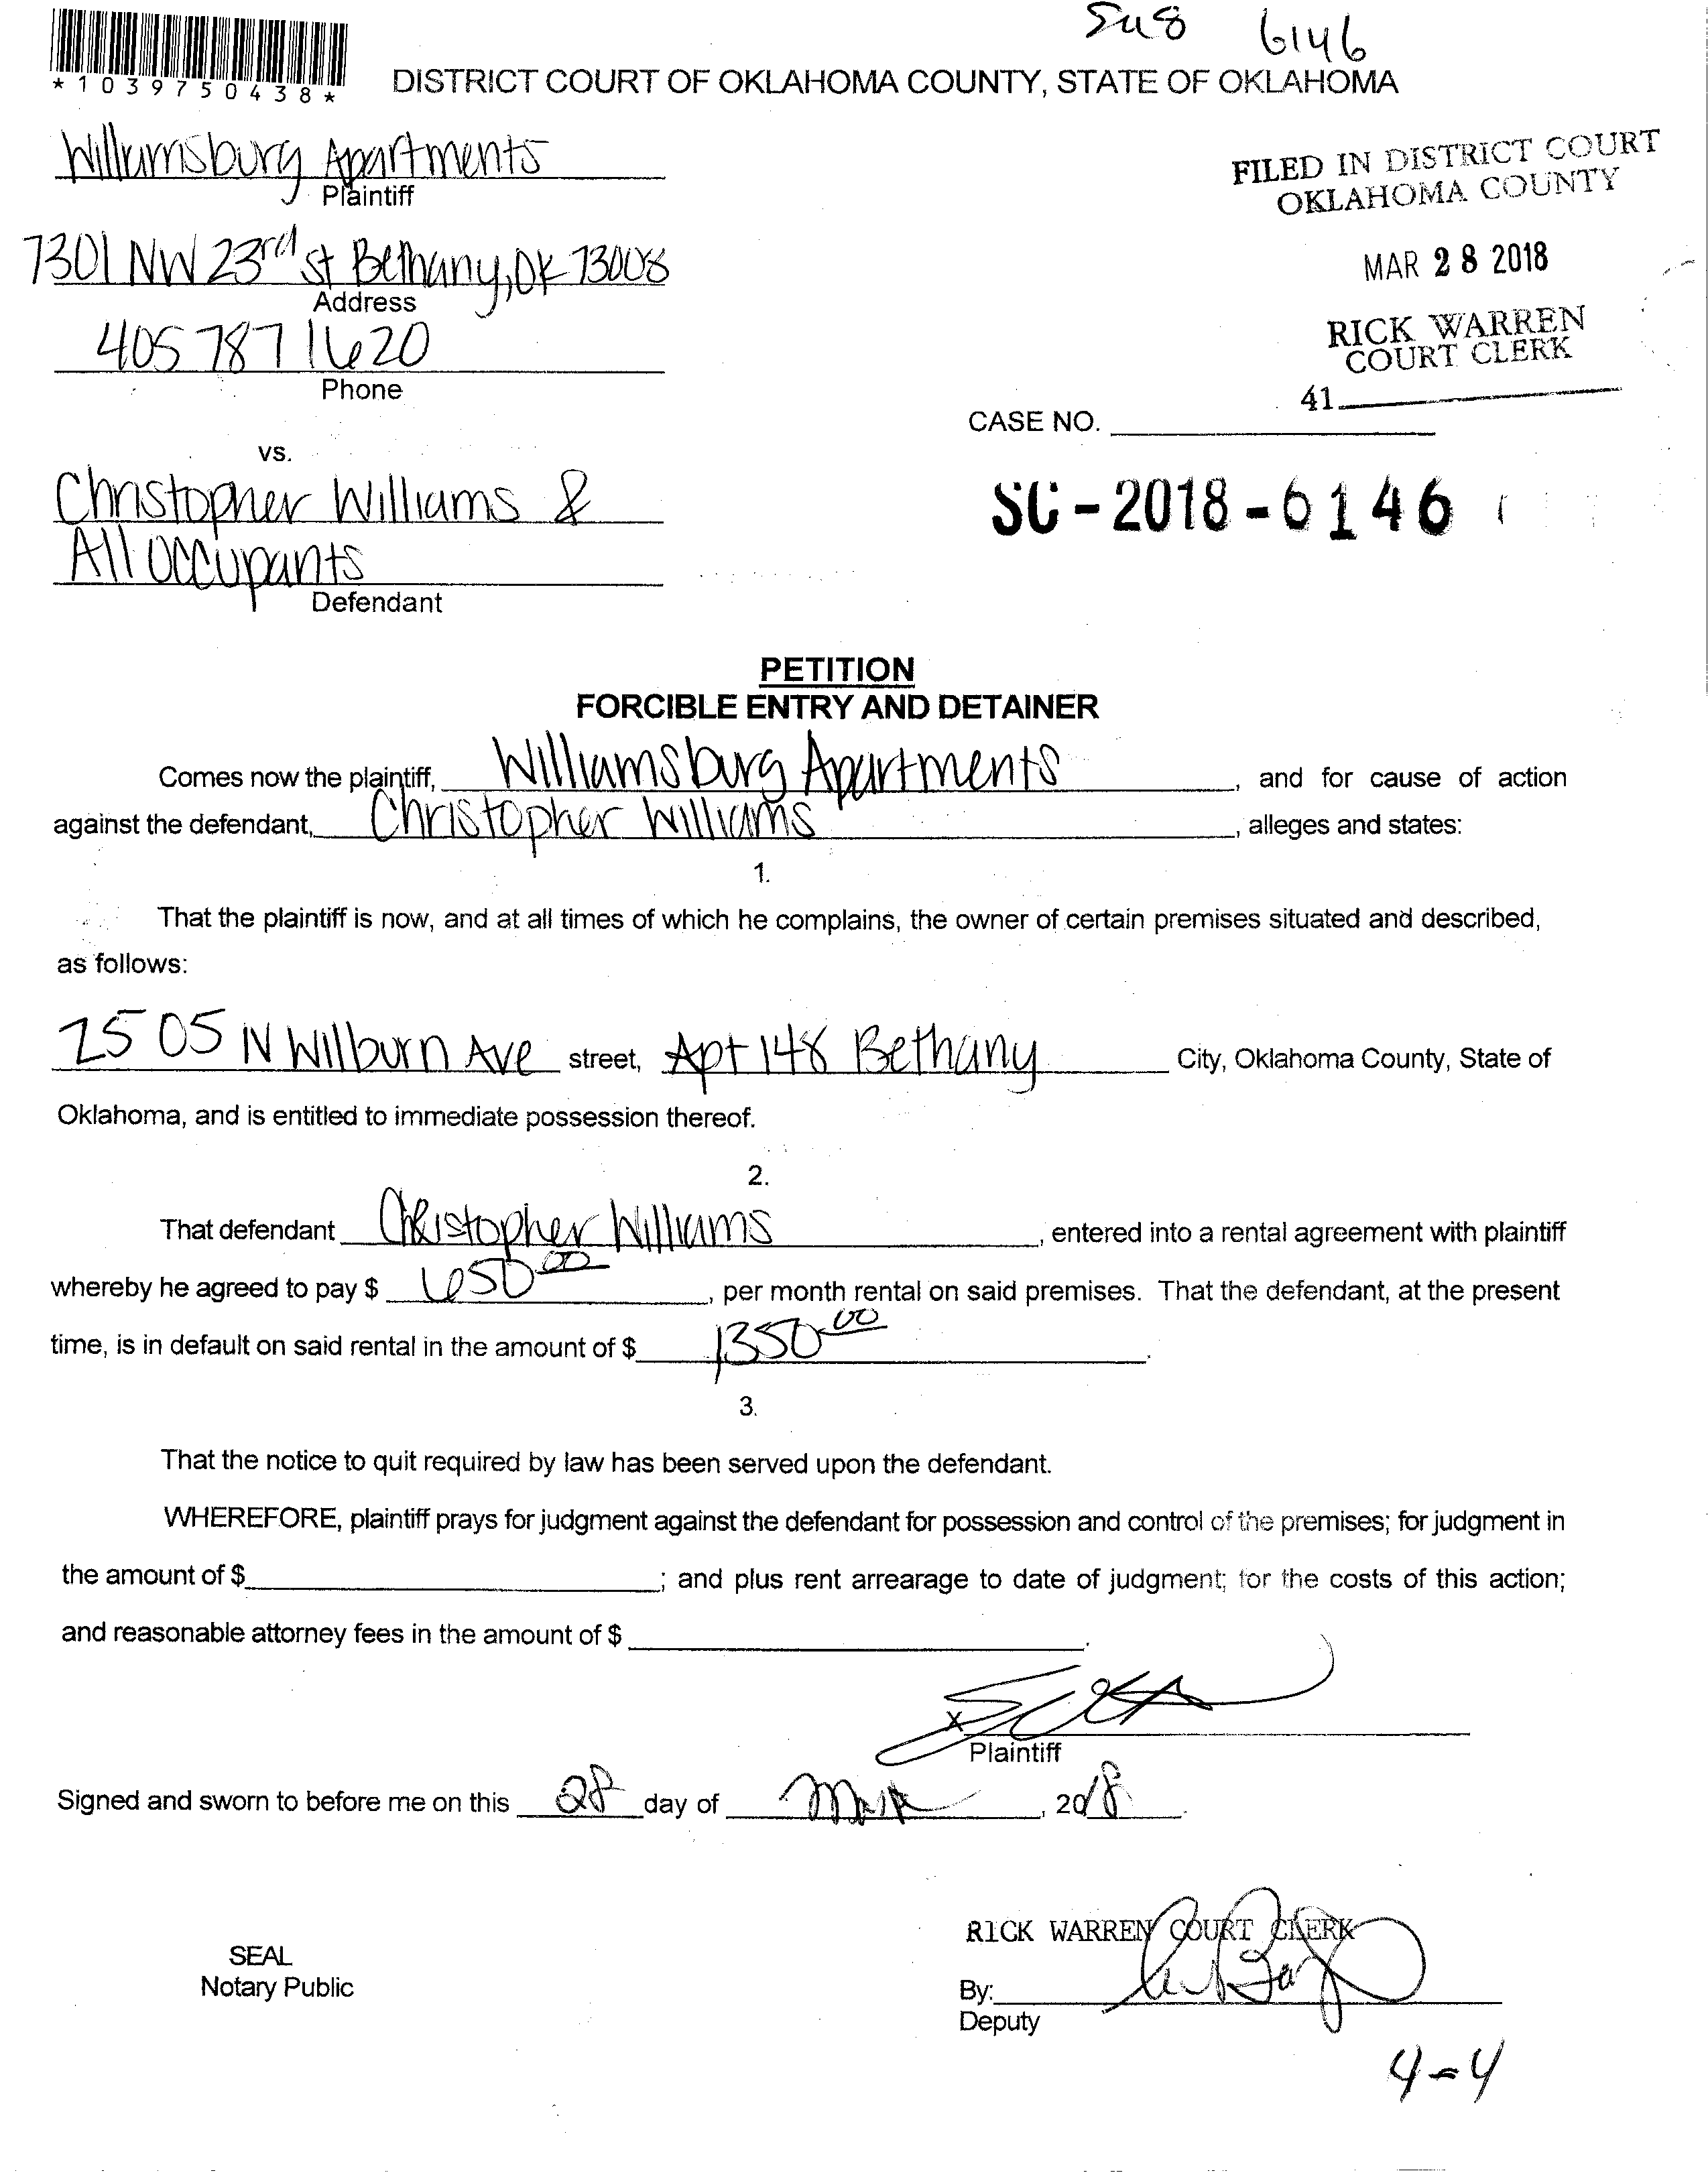 Sus 6146
*1039750438*
DISTRICT COURT OF OKLAHOMA COUNTY, STATE OF OKLAHOMA
Williamsburg Apartments
Plaintiff
FILED IN DISTRICT COURT
OKLAHOMA COUNTY
7301 NW 23rd St Bethany, OK 73008
Address
MAR 28 2018
405 787 1620
Phone
RICK WARREN
COURT CLERK
41
CASE NO.
vs.
Christopher Williams &
All Occupants
Defendant
SC-2018-6146
PETITION
FORCIBLE ENTRY AND DETAINER
Comes now the plaintiff, Williamsburg Apartments, and for cause of action
against the defendant, Christopher Williams, alleges and states:
1.
That the plaintiff is now, and at all times of which he complains, the owner of certain premises situated and described,
as follows:
2505 N Wilburn Ave street, Apt 148 Bethany City, Oklahoma County, State of
Oklahoma, and is entitled to immediate possession thereof.
2.
That defendant Christopher Williams, entered into a rental agreement with plaintiff
whereby he agreed to pay $ 650.00, per month rental on said premises. That the defendant, at the present
time, is in default on said rental in the amount of $ 1350.00.
3.
That the notice to quit required by law has been served upon the defendant.
WHEREFORE, plaintiff prays for judgment against the defendant for possession and control of the premises; for judgment in
the amount of $; and plus rent arrearage to date of judgment; for the costs of this action;
and reasonable attorney fees in the amount of $.
X
Plaintiff
Signed and sworn to before me on this 28 day of Mar, 2018.
RICK WARREN COURT CLERK
SEAL
Notary Public
By:
Deputy
4-4